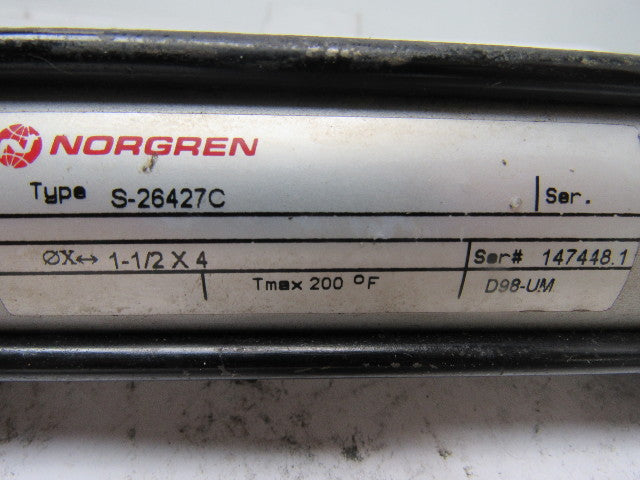 NORGREN
Type S-26427C Ser.
ØX↔ 1-1/2 X 4 Ser# 147448.1
Tmax 200 °F D98-UM